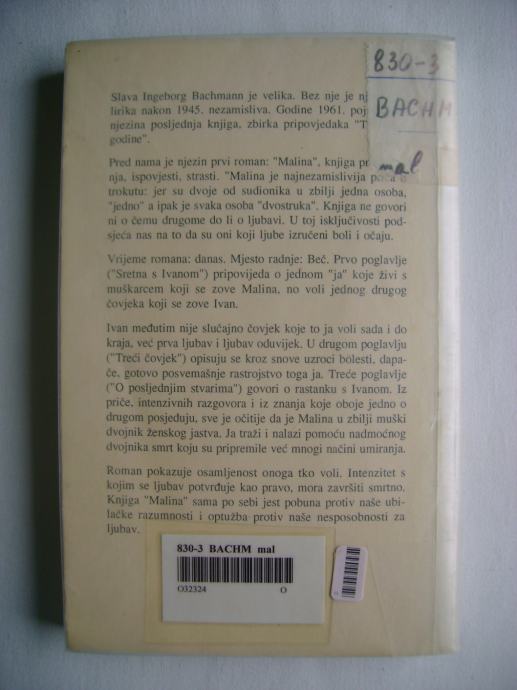 830-3
BACHM
mal
Slava Ingeborg Bachmann je velika. Bez nje je
lirika nakon 1945. nezamisliva. Godine 1961.
njezina posljednja knjiga, zbirka pripovjedaka
godine".
Pred nama je njezin prvi roman: "Malina", knjiga
nja, ispovjesti, strasti. "Malina je najnezamislivija
trokutu: jer su dvoje od sudionika u zbilji jedna osoba,
"jedno" a ipak je svaka osoba "dvostruka". Knjiga ne govori
ni o čemu drugome do li o ljubavi. U toj isključivosti pod-
sjeća nas na to da su oni koji ljube izručeni boli i očaju.
Vrijeme romana: danas. Mjesto radnje: Beč. Prvo poglavlje
("Sretna s Ivanom") pripovijeda o jednom "ja" koje živi s
muškarcem koji se zove Malina, no voli jednog drugog
čovjeka koji se zove Ivan.
Ivan međutim nije slučajno čovjek koje to ja voli sada i do
kraja, već prva ljubav i ljubav oduvijek. U drugom poglavlju
("Treći čovjek") opisuju se kroz snove uzroci bolesti, dapa-
če, gotovo posvemašnje rastrojstvo toga ja. Treće poglavlje
("O posljednjim stvarima") govori o rastanku s Ivanom. Iz
priče, intenzivnih razgovora i iz znanja koje oboje jedno o
drugom posjeduju, sve je očitije da je Malina u zbilji muški
dvojnik ženskog jastva. Ja traži i nalazi pomoću nadmoćnog
dvojnika smrt koju su pripremile već mnogi načini umiranja.
Roman pokazuje osamljenost onoga tko voli. Intenzitet s
kojim se ljubav potvrđuje kao pravo, mora završiti smrtno.
Knjiga "Malina" sama po sebi jest pobuna protiv naše ubi-
lačke razumnosti i optužba protiv naše nesposobnosti za
ljubav.
830-3 BACHM mal
O32324 O